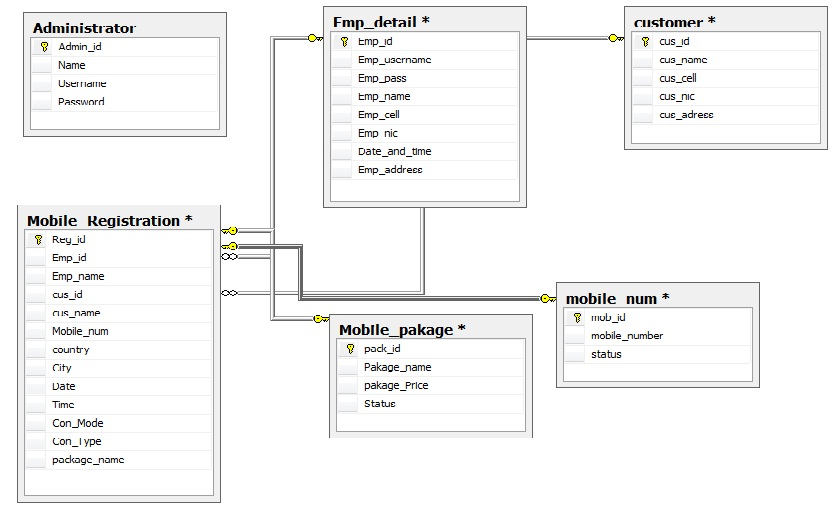 Administrator
Admin_id
Name
Username
Password
Emp_detail *
Emp_id
Emp_username
Emp_pass
Emp_name
Emp_cell
Emp_nic
Date_and_time
Emp_address
customer *
cus_id
cus_name
cus_cell
cus_nic
cus_adress
Mobile_Registration *
Reg_id
Emp_id
Emp_name
cus_id
cus_name
Mobile_num
country
City
Date
Time
Con_Mode
Con_Type
package_name
Mobile_pakage *
pack_id
Pakage_name
pakage_Price
Status
mobile_num *
mob_id
mobile_number
status